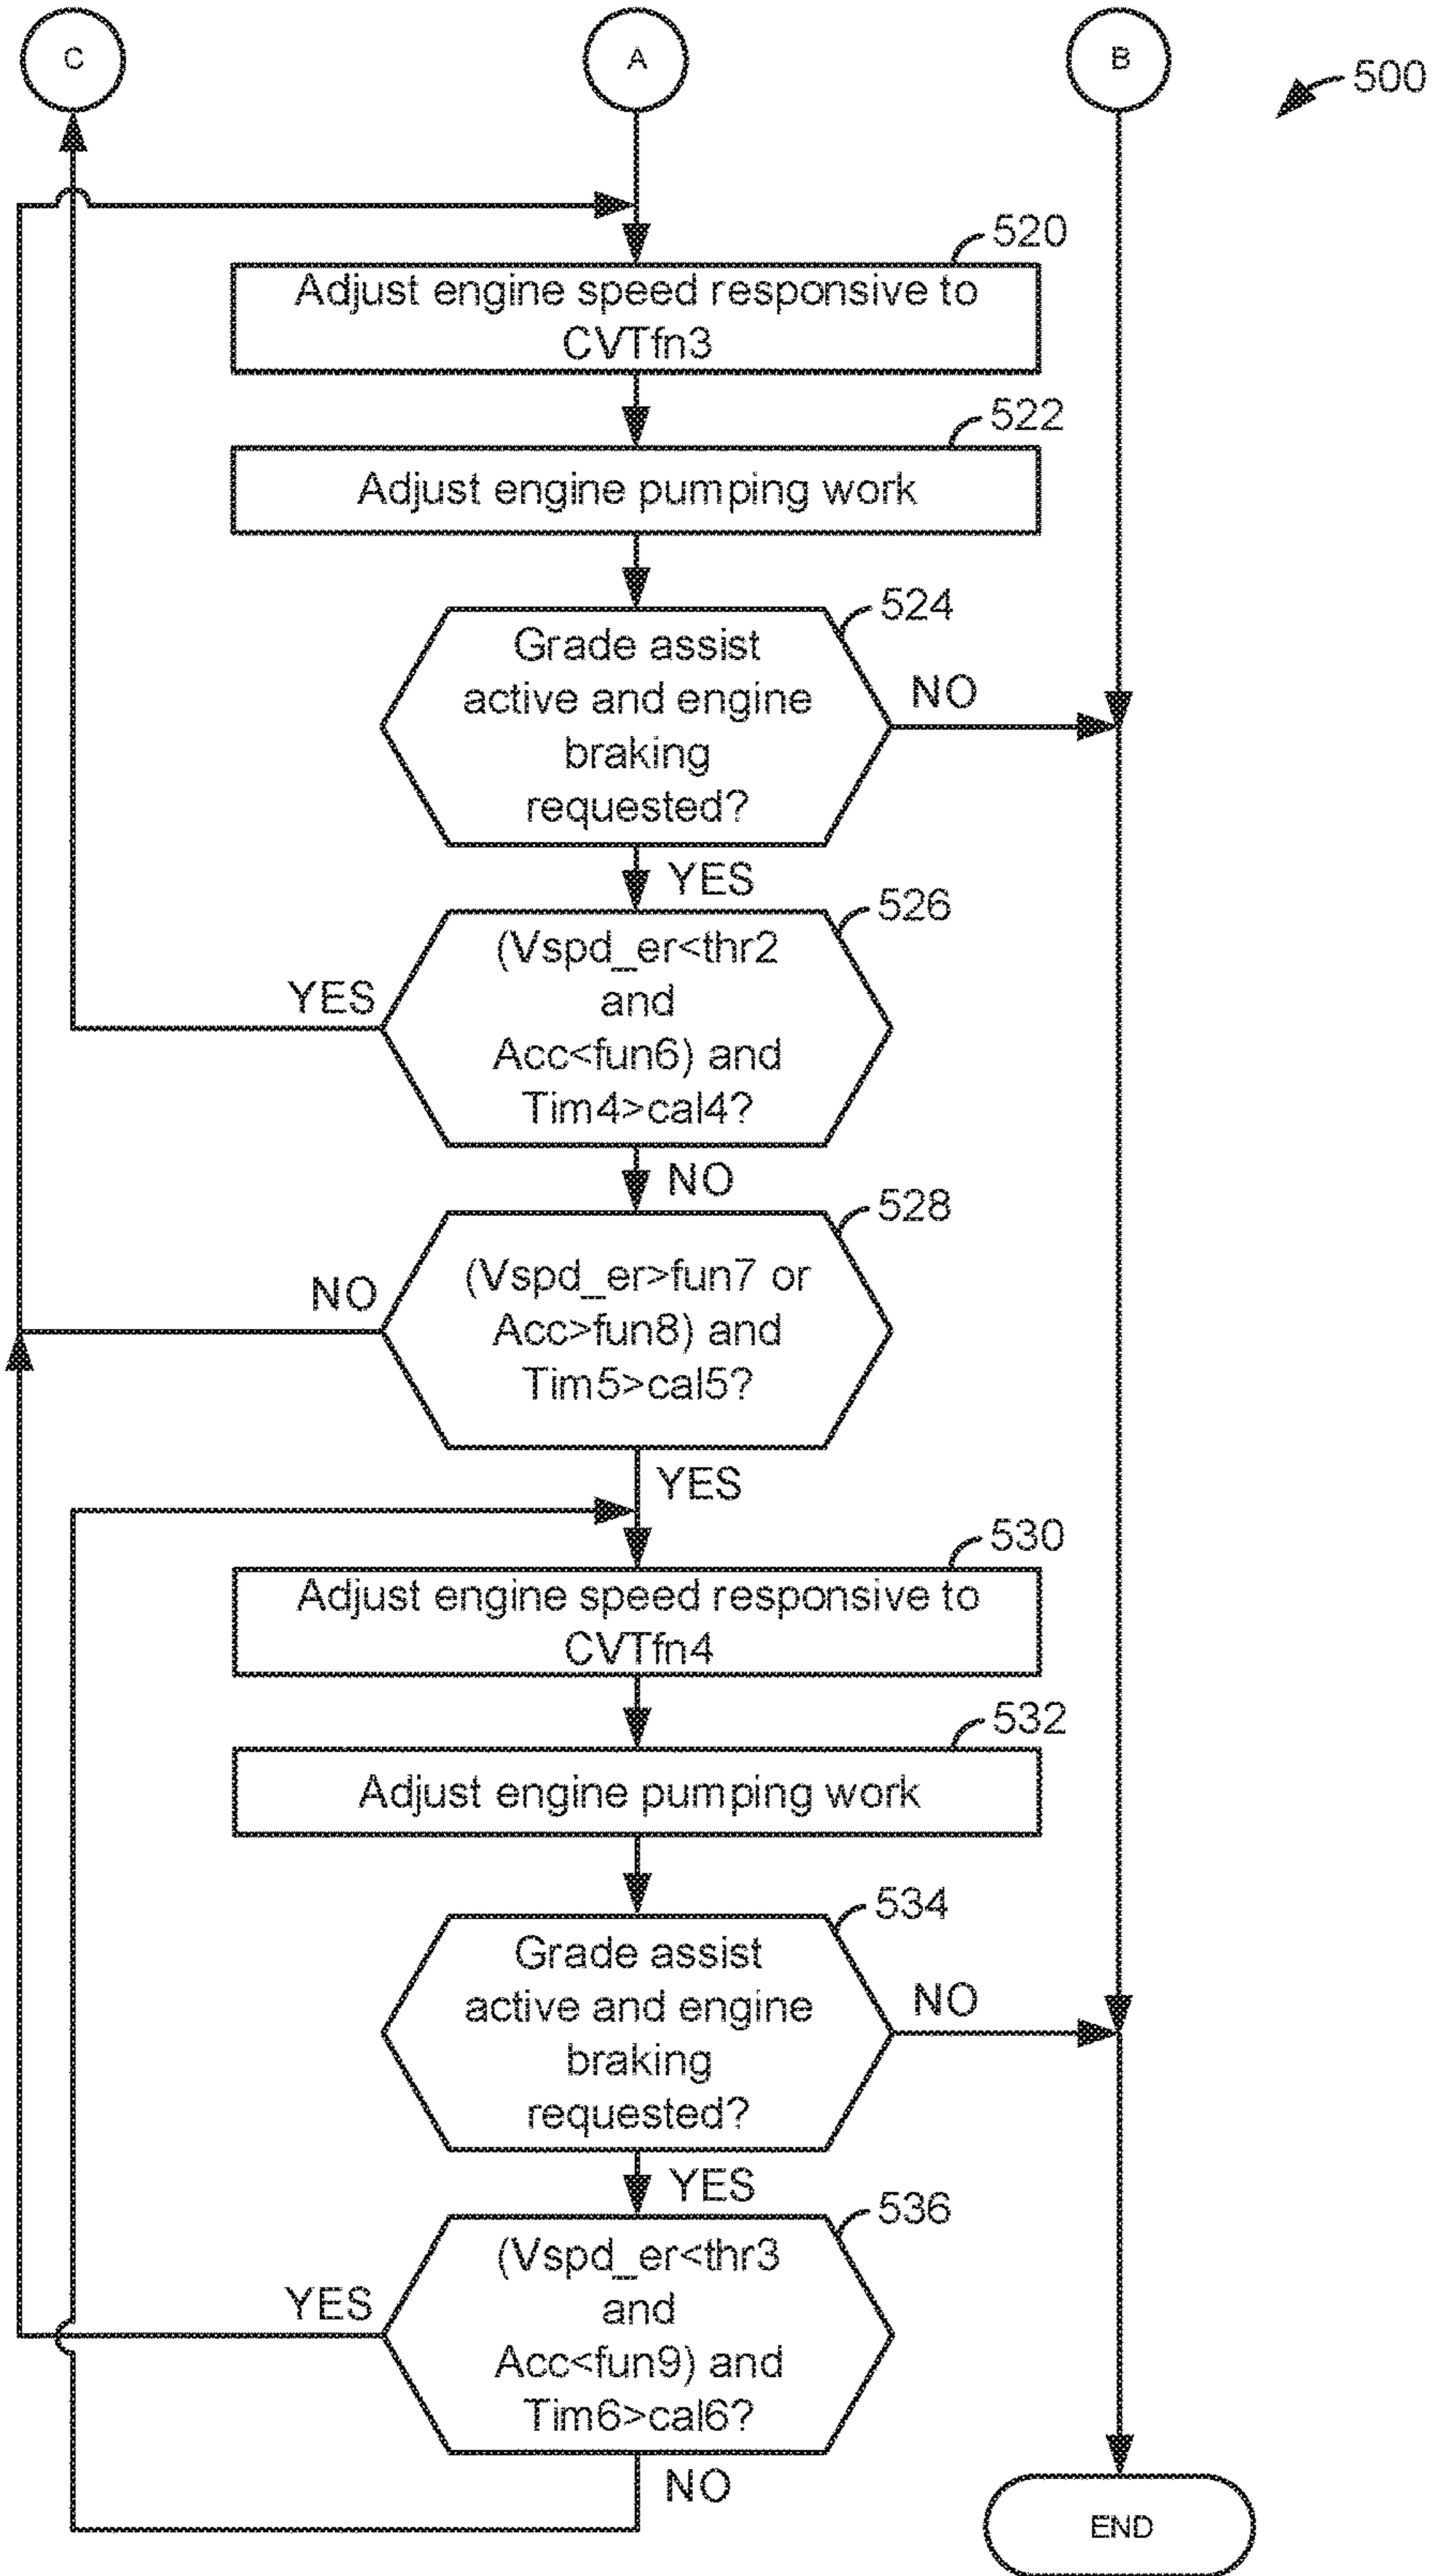 C
A
B
500
520
Adjust engine speed responsive to
CVTfn3
522
Adjust engine pumping work
524
Grade assist
active and engine
braking
requested?
NO
YES
526
(Vspd_er<thr2
and
Acc<fun6) and
Tim4>cal4?
YES
NO
528
(Vspd_er>fun7 or
Acc>fun8) and
Tim5>cal5?
NO
YES
530
Adjust engine speed responsive to
CVTfn4
532
Adjust engine pumping work
534
Grade assist
active and engine
braking
requested?
NO
YES
536
(Vspd_er<thr3
and
Acc<fun9) and
Tim6>cal6?
YES
NO
END